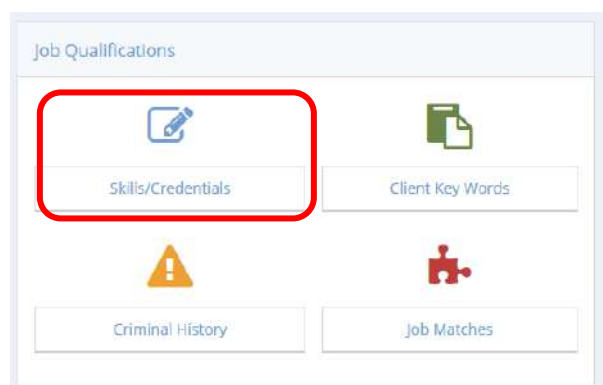 Job Qualifications
Skills/Credentials
Client Key Words
Criminal History
Job Matches